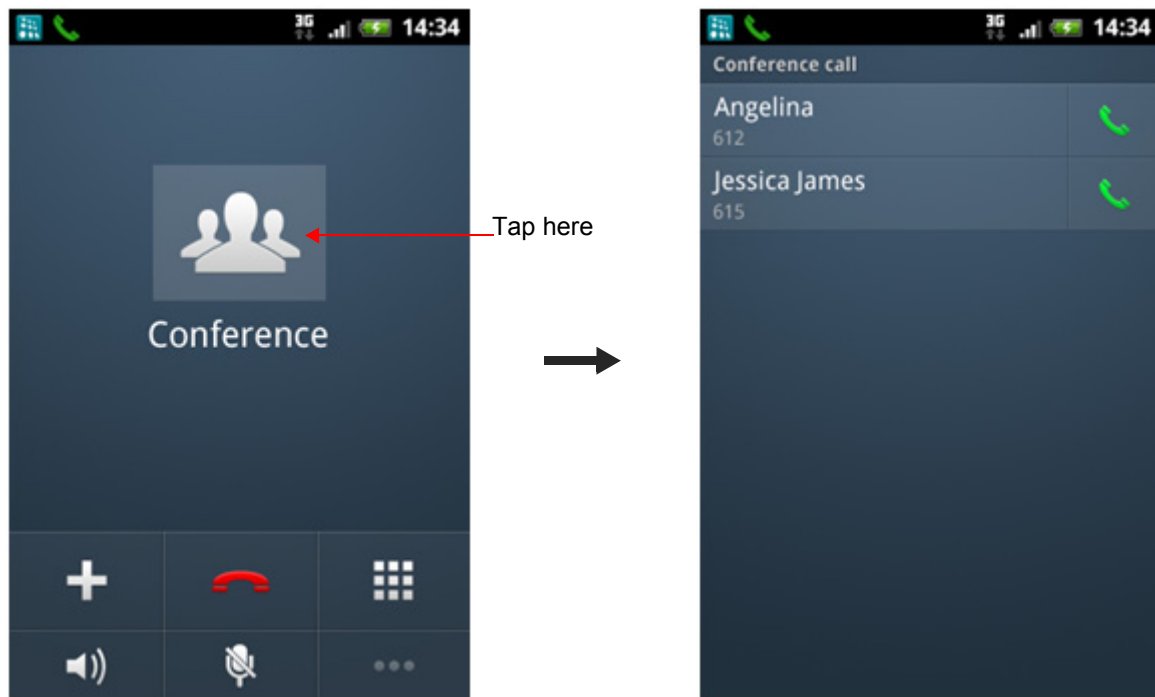 3G 14:34
Conference
Tap here
3G 14:34
Conference call
Angelina
612
Jessica James
615